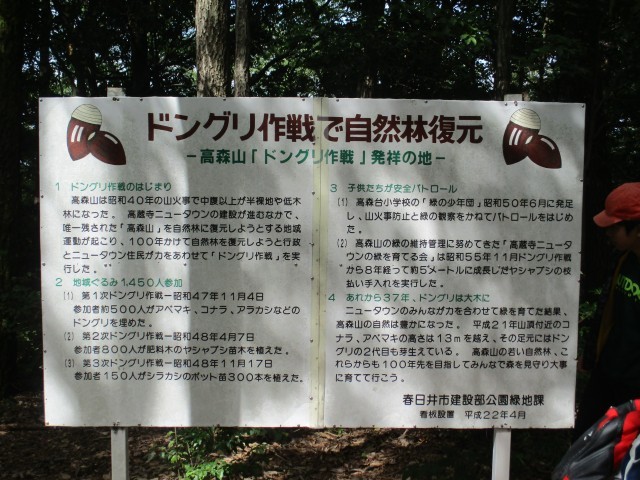 ドングリ作戦で自然林復元
－高森山「ドングリ作戦」発祥の地－
1 ドングリ作戦のはじまり
高森山は昭和40年の山火事で中腹以上が半裸地や低木
林になった。高蔵寺ニュータウンの建設が進むなかで、
唯一残された「高森山」を自然林に復元しようとする地域
運動が起こり、100年かけて自然林を復元しようと行政
とニュータウン住民が力をあわせて「ドングリ作戦」を実
行した。
2 地域ぐるみ1,450人参加
(1) 第1次ドングリ作戦－昭和47年11月4日
参加者約500人がアベマキ、コナラ、アラカシなどの
ドングリを埋めた。
(2) 第2次ドングリ作戦－昭和48年4月7日
参加者800人が肥料木のヤシャブシ苗木を植えた。
(3) 第3次ドングリ作戦－昭和48年11月17日
参加者150人がシラカシのポット苗300本を植えた。
3 子供たちが安全パトロール
(1) 高森台小学校の「緑の少年団」昭和50年6月に発足
し、山火事防止と緑の観察をかねてパトロールをはじ
めた。
(2) 高森山の緑の維持管理に努めてきた「高蔵寺ニュータ
ウンの緑を育てる会」は昭和55年11月ドングリ作戦
から8年経って約5メートルに成長したヤシャブシの枝
払い手入れを実行した。
4 あれから37年、ドングリは大木に
ニュータウンのみんなが力を合わせて緑を育てた結果、
高森山の自然は豊かになった。平成21年山頂付近のコ
ナラ、アベマキの高さは13mを越え、その足元にはドン
グリの2代目も芽生えている。高森山の若い自然林、こ
れからも100年先を目指してみんなで森を見守り大事
に育てて行こう。
春日井市建設部公園緑地課
看板設置 平成22年4月